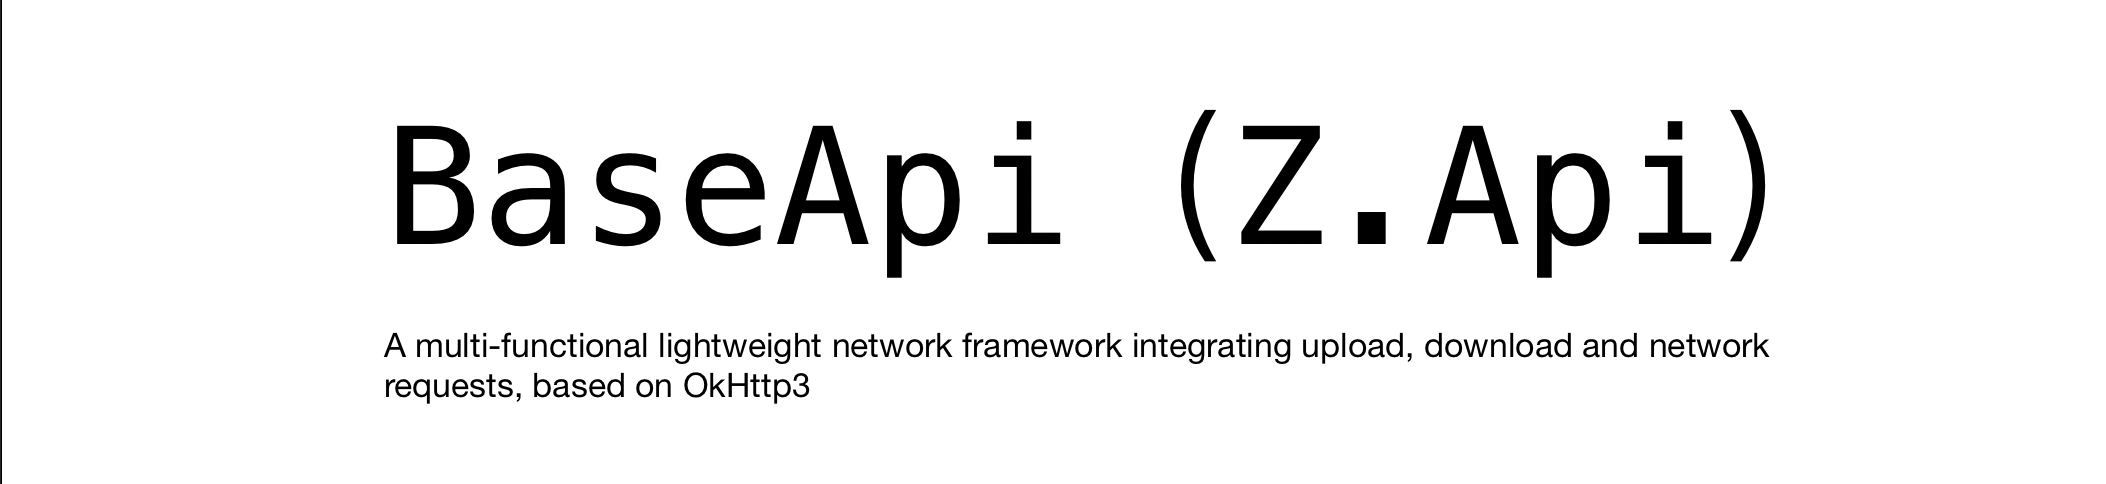 BaseApi (Z.Api)
A multi-functional lightweight network framework integrating upload, download and network
requests, based on OkHttp3